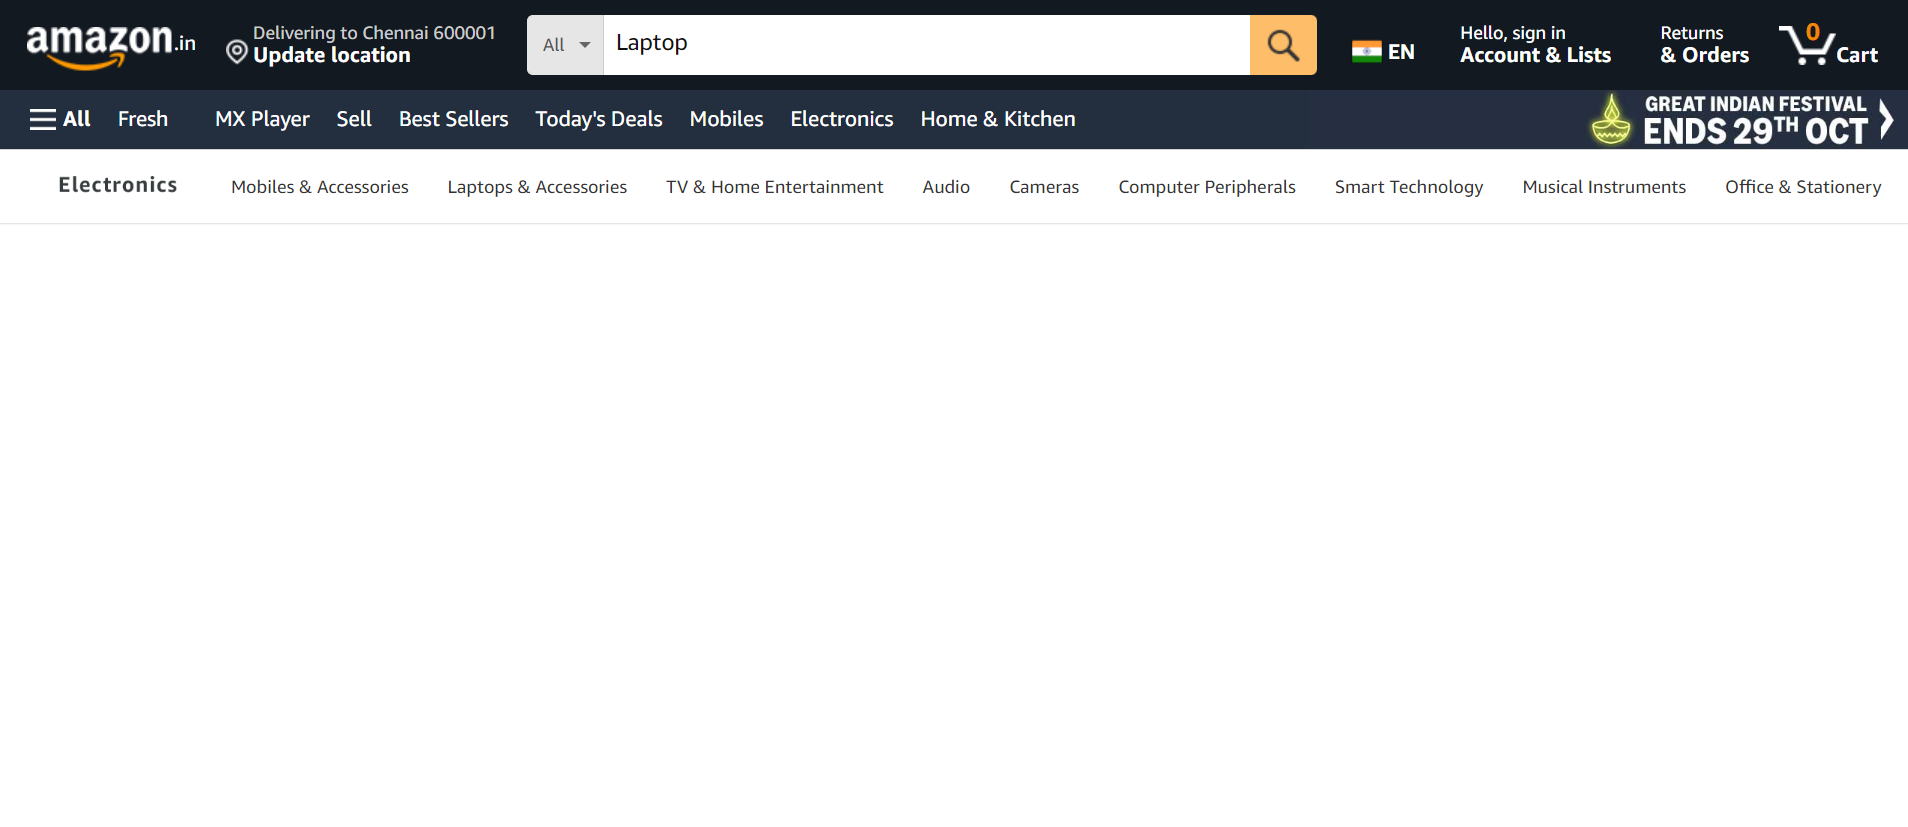 amazon.in
Delivering to Chennai 600001
Update location
All
Laptop
EN
Hello, sign in
Account & Lists
Returns
& Orders
0
Cart
All Fresh MX Player Sell Best Sellers Today's Deals Mobiles Electronics Home & Kitchen
GREAT INDIAN FESTIVAL
ENDS 29TH OCT
Electronics Mobiles & Accessories Laptops & Accessories TV & Home Entertainment Audio Cameras Computer Peripherals Smart Technology Musical Instruments Office & Stationery